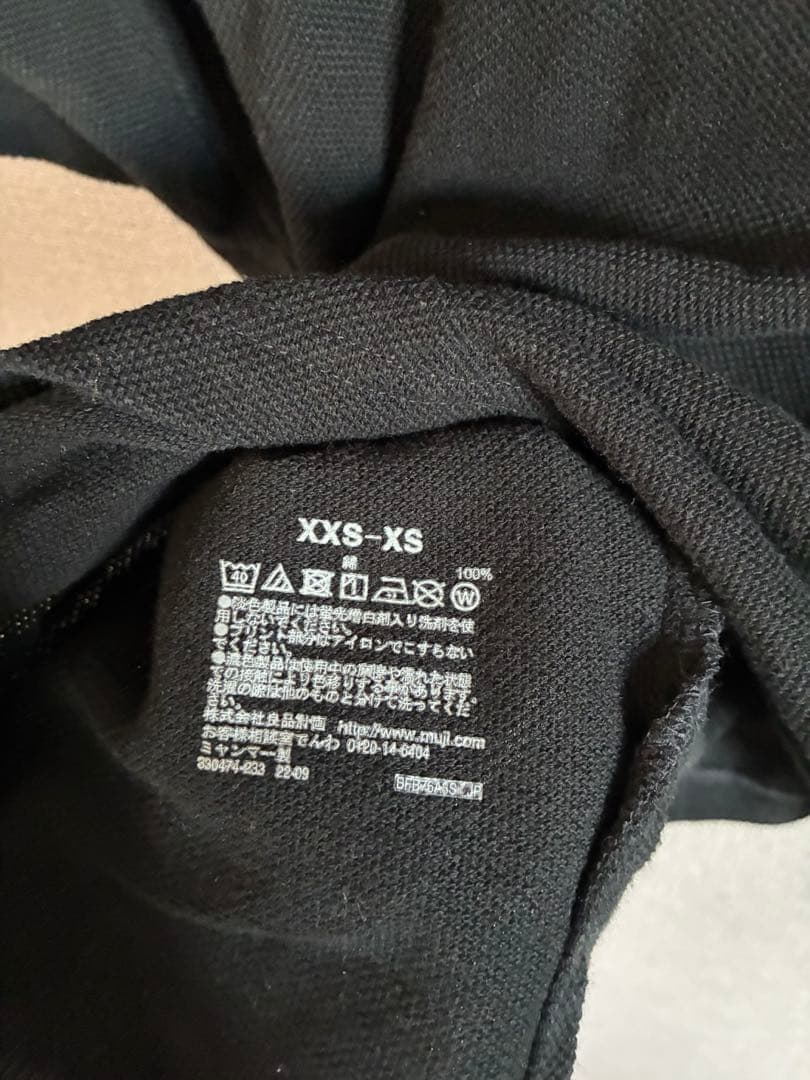 XXS-XS
綿 100%
40 W
●淡色製品には蛍光増白剤入り洗剤を使
用しないでください。
●プリント部分はアイロンでこすらない
でください。
●濃色製品は使用中の摩擦や濡れた状態
での接触により色移りする事があります。
洗濯の際は他のものと分けて洗ってくだ
さい。
株式会社良品計画 http://www.muji.com
お客様相談室でんわ 0120-14-6404
ミャンマー製
330474-233 22-09